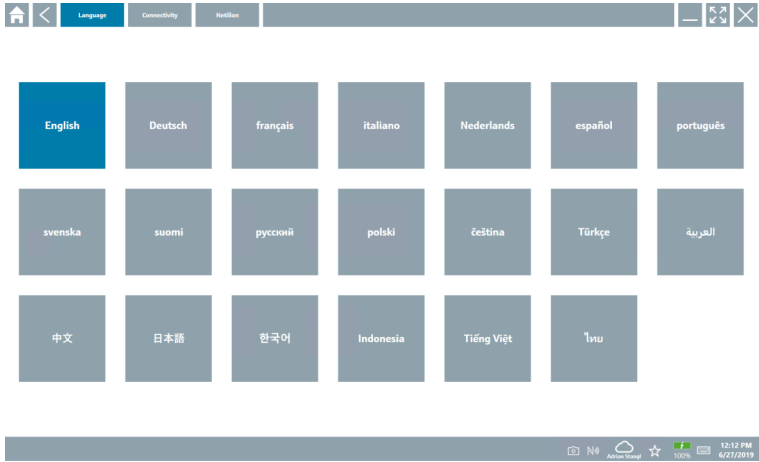 Language Connectivity Netilion
English Deutsch français italiano Nederlands español português
svenska suomi русский polski čeština Türkçe العربية
中文 日本語 한국어 Indonesia Tiếng Việt ไทย
12:12 PM
Adrian Stangl 100% 6/27/2019